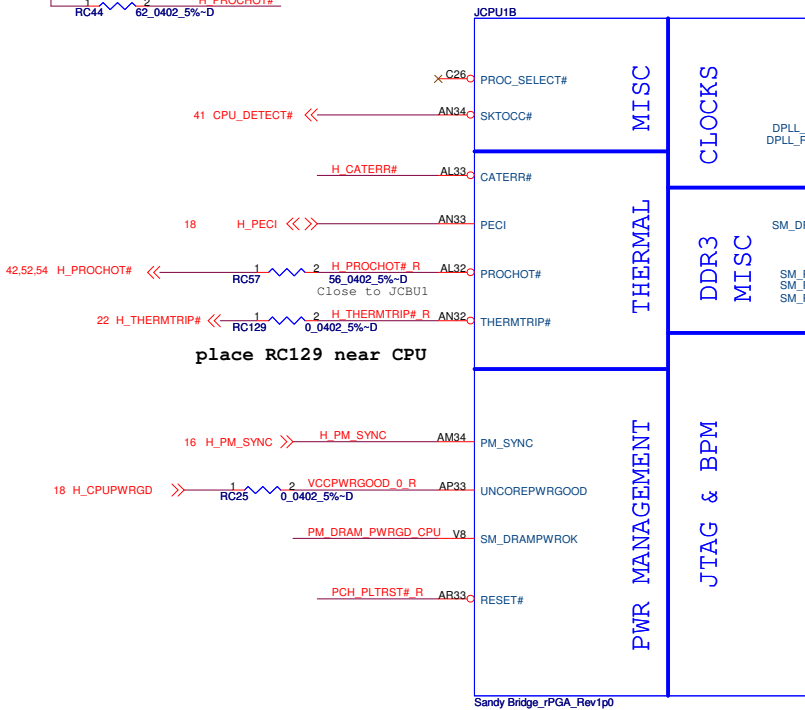 1 2 H_PROCHOT#
RC44 62_0402_5%~D
JCPU1B
C26 PROC_SELECT#
41 CPU_DETECT# AN34 SKTOCC#
MISC
CLOCKS
DPLL_
H_CATERR# AL33 CATERR#
18 H_PECI AN33 PECI
THERMAL
DDR3
MISC
42,52,54 H_PROCHOT# 1 2 H_PROCHOT#_R AL32 PROCHOT#
RC57 56_0402_5%~D
Close to JCBU1
22 H_THERMTRIP# 1 2 H_THERMTRIP#_R AN32 THERMTRIP#
RC129 0_0402_5%~D
place RC129 near CPU
16 H_PM_SYNC H_PM_SYNC AM34 PM_SYNC
18 H_CPUPWRGD 1 2 VCCPWRGOOD_0_R AP33 UNCOREPWRGOOD
RC25 0_0402_5%~D
PM_DRAM_PWRGD_CPU V8 SM_DRAMPWROK
PCH_PLTRST#_R AR33 RESET#
PWR MANAGEMENT
JTAG & BPM
Sandy Bridge_rPGA_Rev1p0